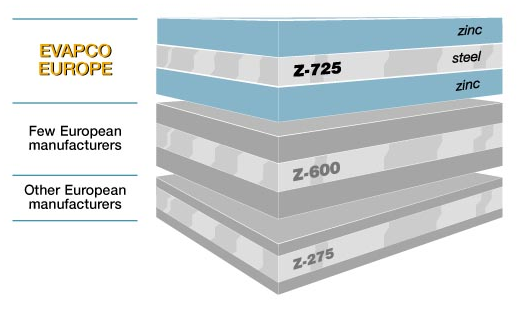 EVAPCO
EUROPE
zinc
Z-725
steel
zinc
Few European
manufacturers
Z-600
Other European
manufacturers
Z-275